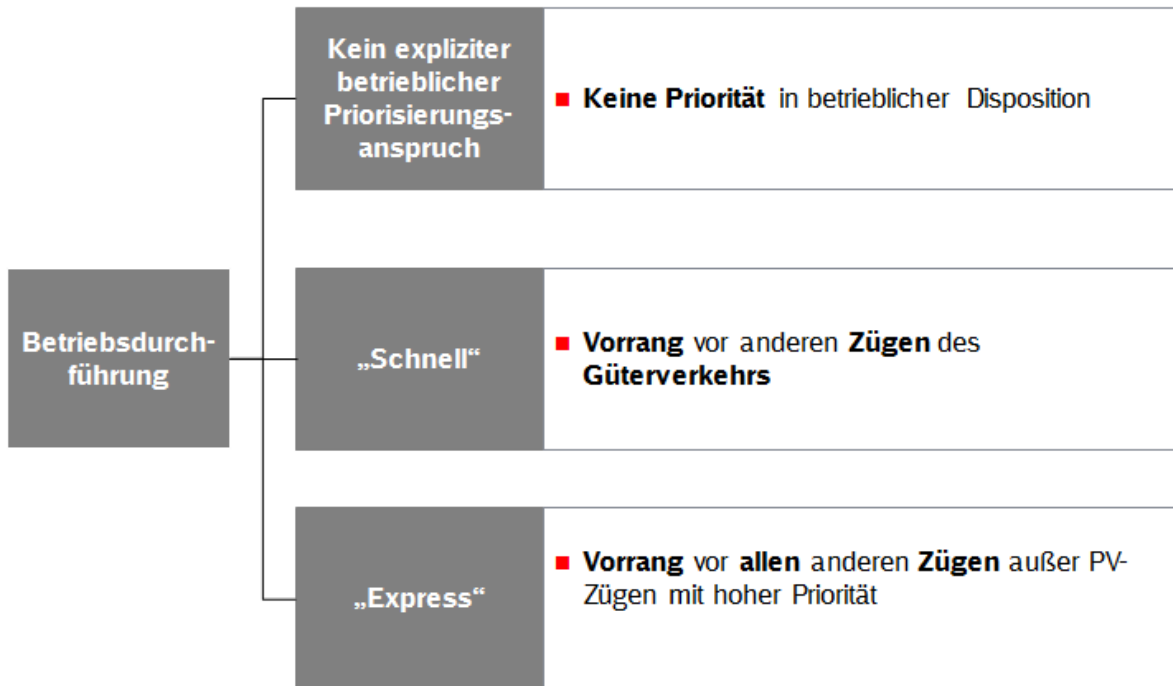 Kein expliziter
betrieblicher
Priorisierungs-
anspruch
■ Keine Priorität in betrieblicher Disposition
Betriebsdurch-
führung
„Schnell“
■ Vorrang vor anderen Zügen des
Güterverkehrs
„Express“
■ Vorrang vor allen anderen Zügen außer PV-
Zügen mit hoher Priorität